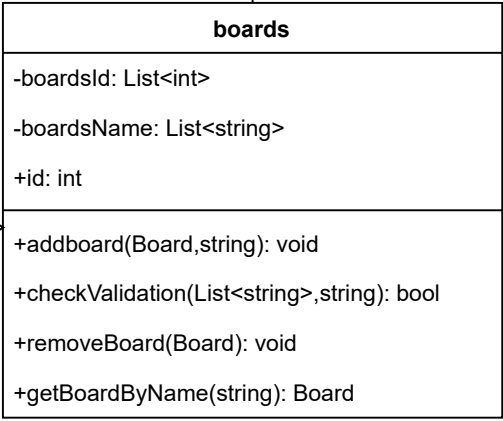 boards
-boardsId: List<int>
-boardsName: List<string>
+id: int
+addboard(Board,string): void
+checkValidation(List<string>,string): bool
+removeBoard(Board): void
+getBoardByName(string): Board